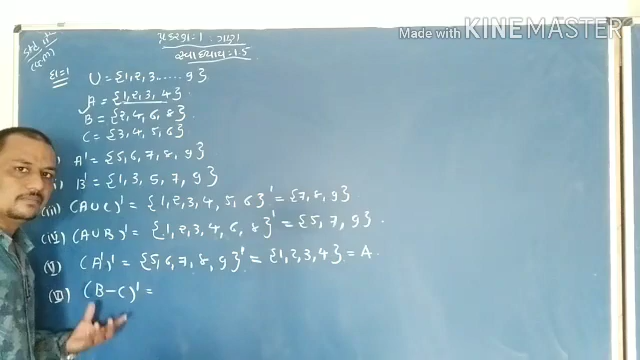 Made with KINEMASTER
પ્રકરણ=1 ગણ
સ્વાધ્યાય:1.5
U = {1,2,3......9}
A = {1,2,3,4}
B = {2,4,6,8}
C = {3,4,5,6}
A' = {5,6,7,8,9}
B' = {1,3,5,7,9}
(iii) (A∪C)' = {1,2,3,4,5,6}' = {7,8,9}
(iv) (A∪B)' = {1,2,3,4,6,8}' = {5,7,9}.
(v) (A')' = {5,6,7,8,9}' = {1,2,3,4} = A.
(vi) (B-C)' =